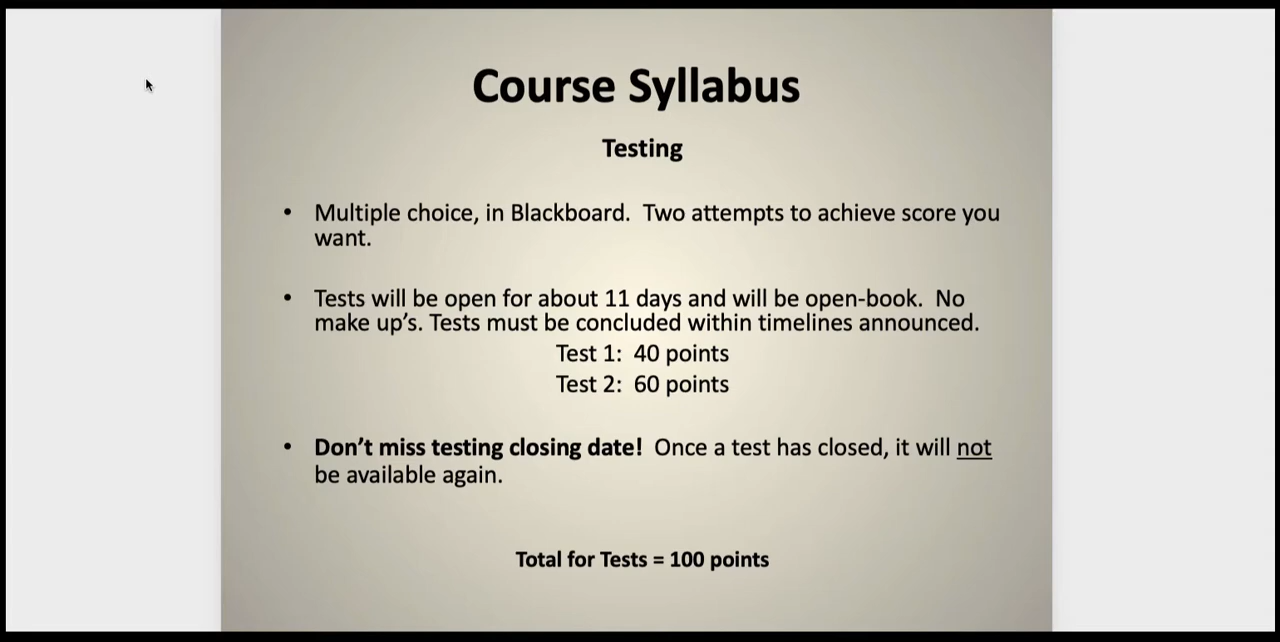 Course Syllabus
Testing
• Multiple choice, in Blackboard.  Two attempts to achieve score you
want.
• Tests will be open for about 11 days and will be open-book.  No
make up’s. Tests must be concluded within timelines announced.
Test 1:  40 points
Test 2:  60 points
• Don’t miss testing closing date!  Once a test has closed, it will not
be available again.
Total for Tests = 100 points